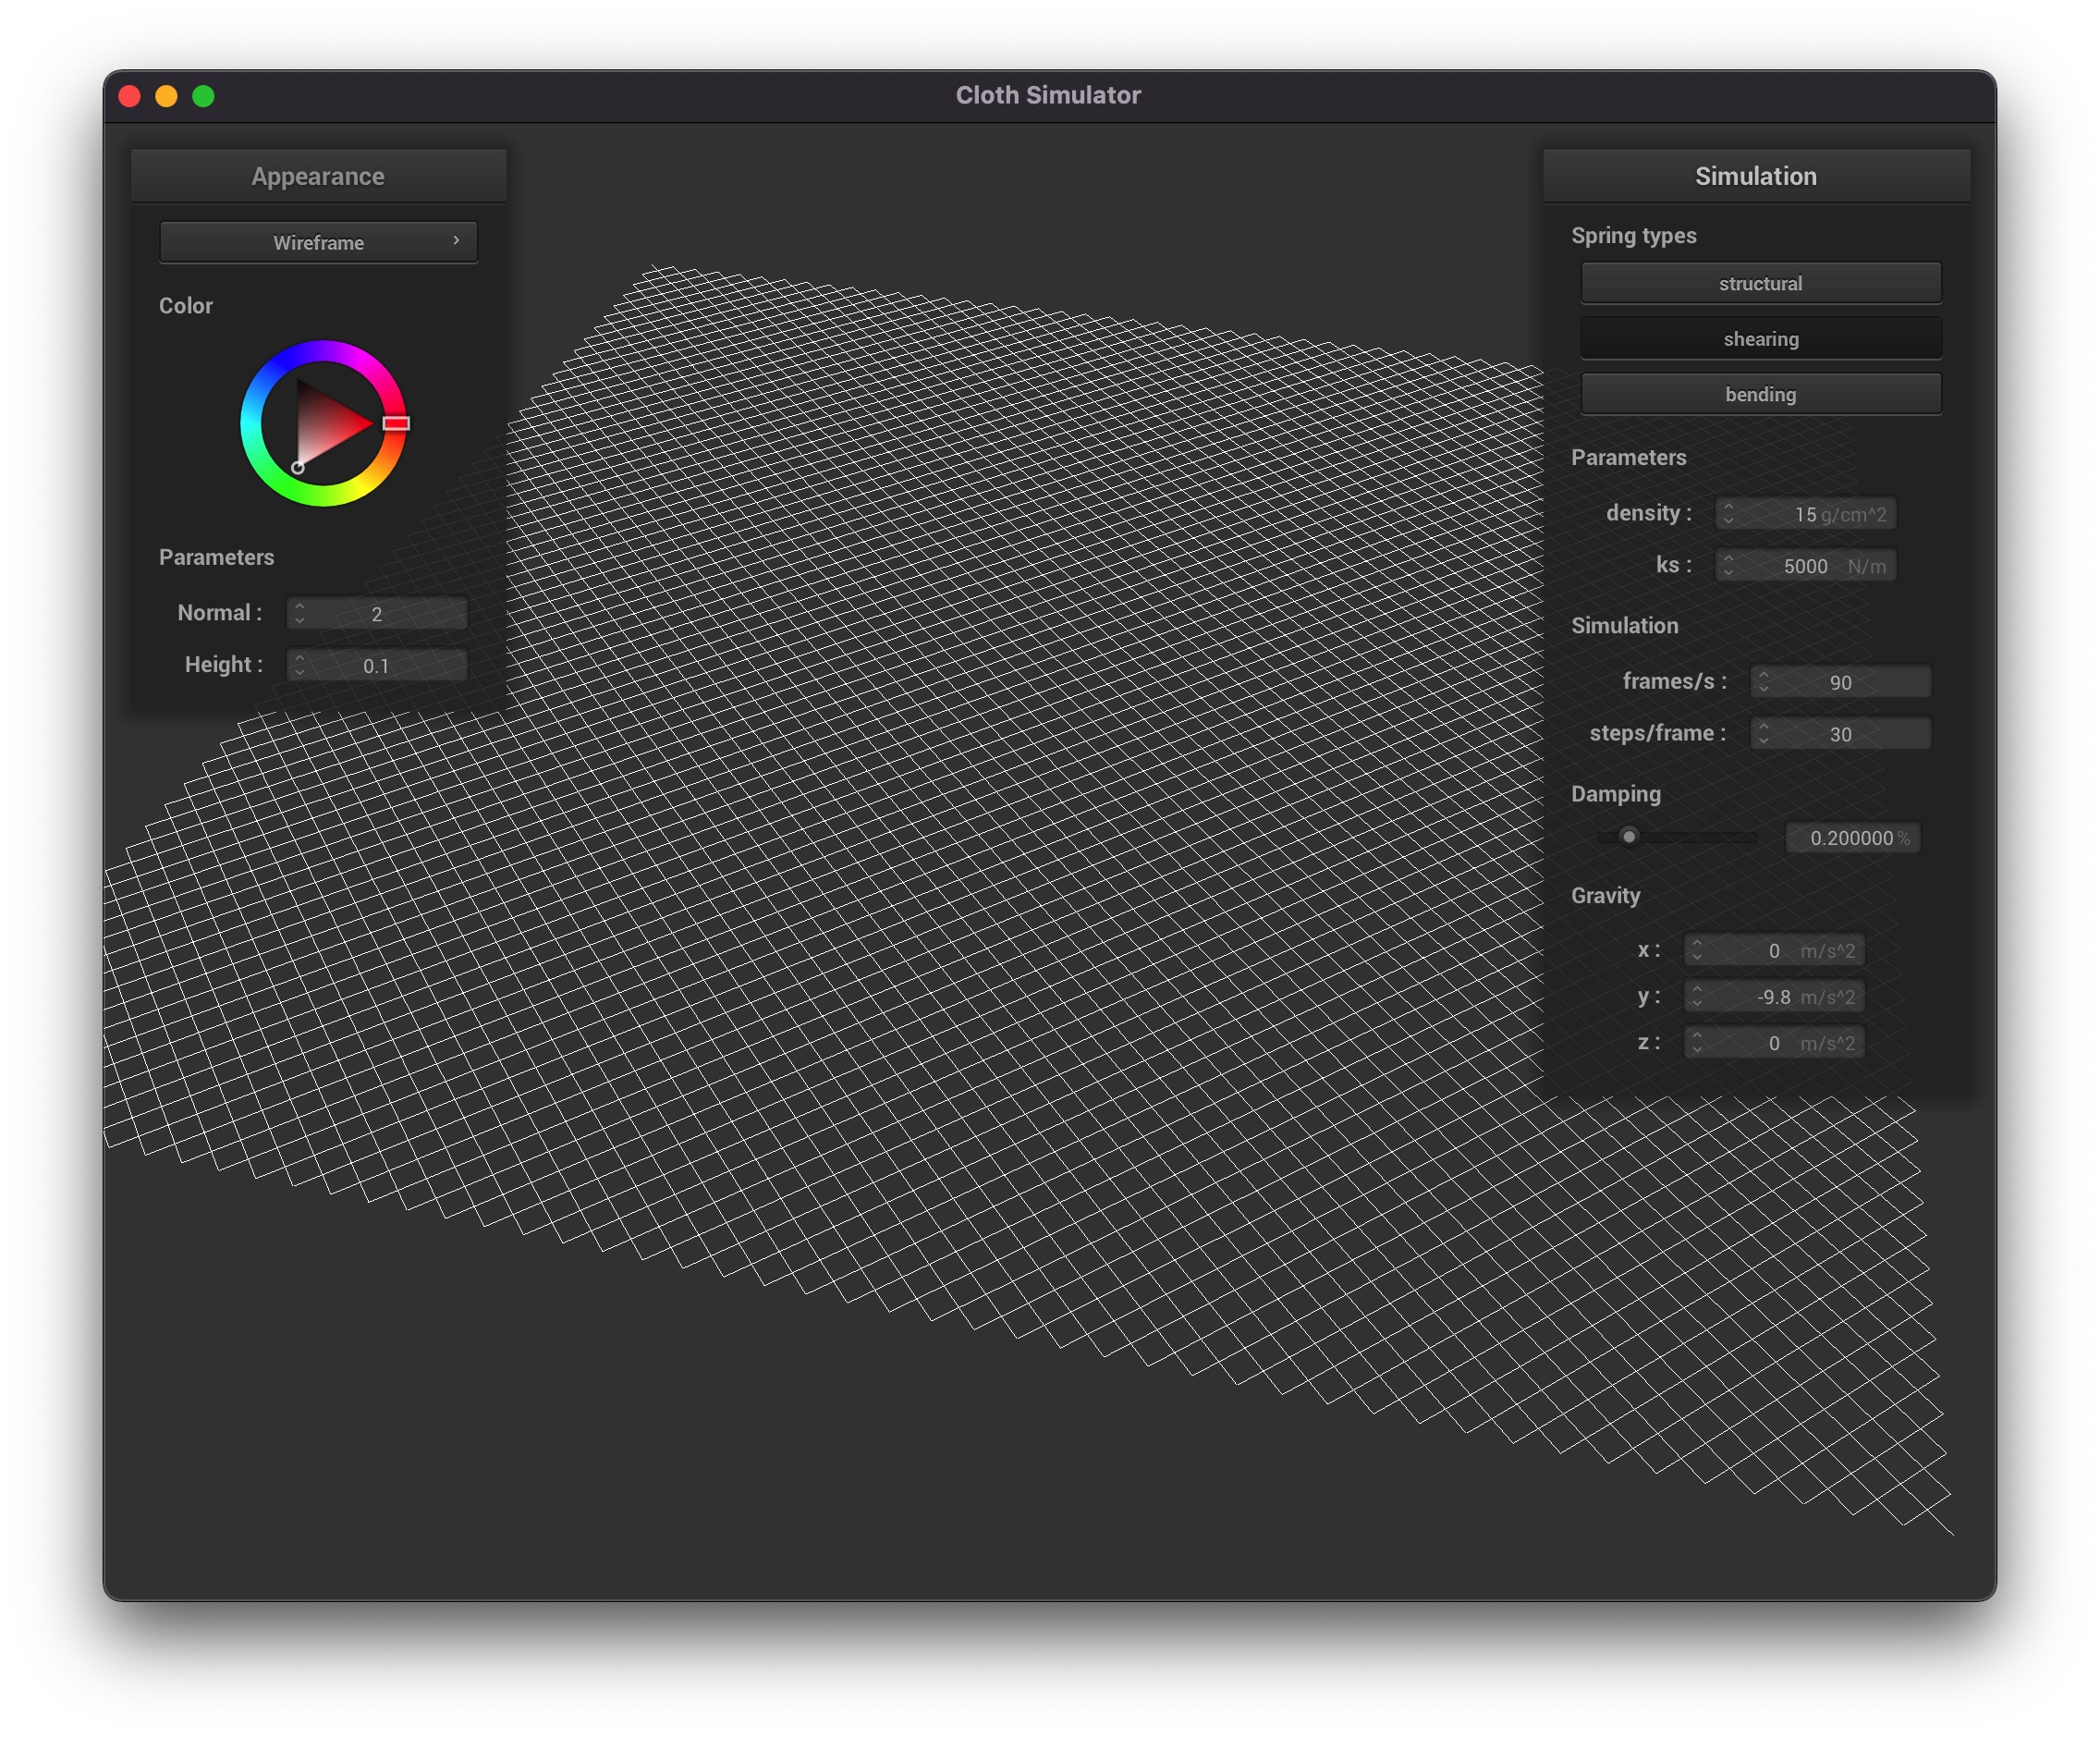 Cloth Simulator
Appearance
Wireframe
Color
Parameters
Normal : 2
Height : 0.1
Simulation
Spring types
structural
shearing
bending
Parameters
density : 15 g/cm^2
ks : 5000 N/m
Simulation
frames/s : 90
steps/frame : 30
Damping
0.200000 %
Gravity
x : 0 m/s^2
y : -9.8 m/s^2
z : 0 m/s^2